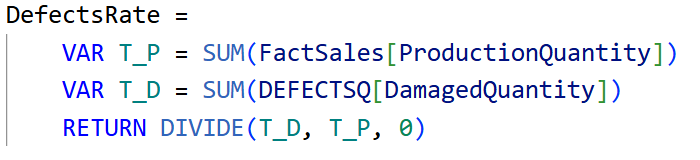 DefectsRate =
VAR T_P = SUM(FactSales[ProductionQuantity])
VAR T_D = SUM(DEFECTSQ[DamagedQuantity])
RETURN DIVIDE(T_D, T_P, 0)